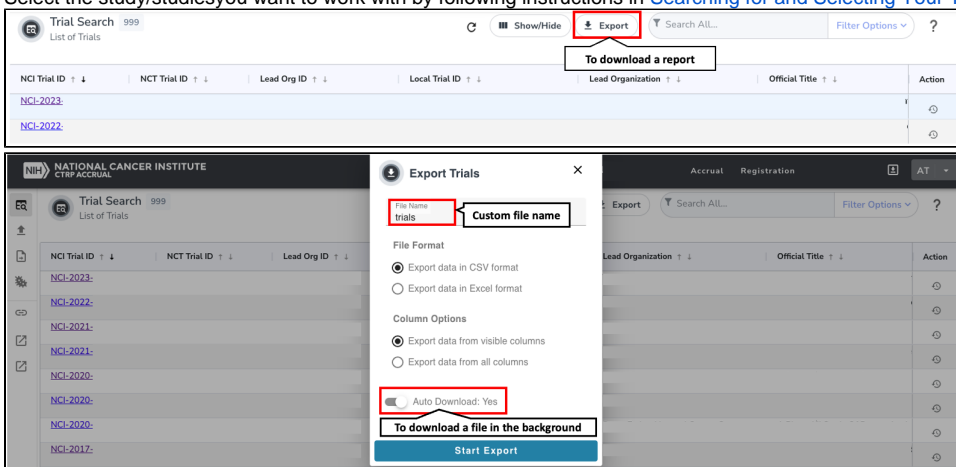 Select the study/studiesyou want to work with by following instructions in Searching for and Selecting Your
Trial Search 999
List of Trials
Show/Hide
Export
Search All...
Filter Options
?
To download a report
NCI Trial ID
NCT Trial ID
Lead Org ID
Local Trial ID
Lead Organization
Official Title
Action
NCI-2023-
NCI-2022-
NIH NATIONAL CANCER INSTITUTE
CTRP ACCRUAL
Accrual Registration
AT
Trial Search 999
List of Trials
Export
Search All...
Filter Options
?
NCI Trial ID
NCT Trial ID
Lead Org ID
Lead Organization
Official Title
Action
NCI-2023-
NCI-2022-
NCI-2021-
NCI-2021-
NCI-2020-
NCI-2020-
NCI-2020-
NCI-2017-
Export Trials
File Name
trials
Custom file name
File Format
Export data in CSV format
Export data in Excel format
Column Options
Export data from visible columns
Export data from all columns
Auto Download: Yes
To download a file in the background
Start Export